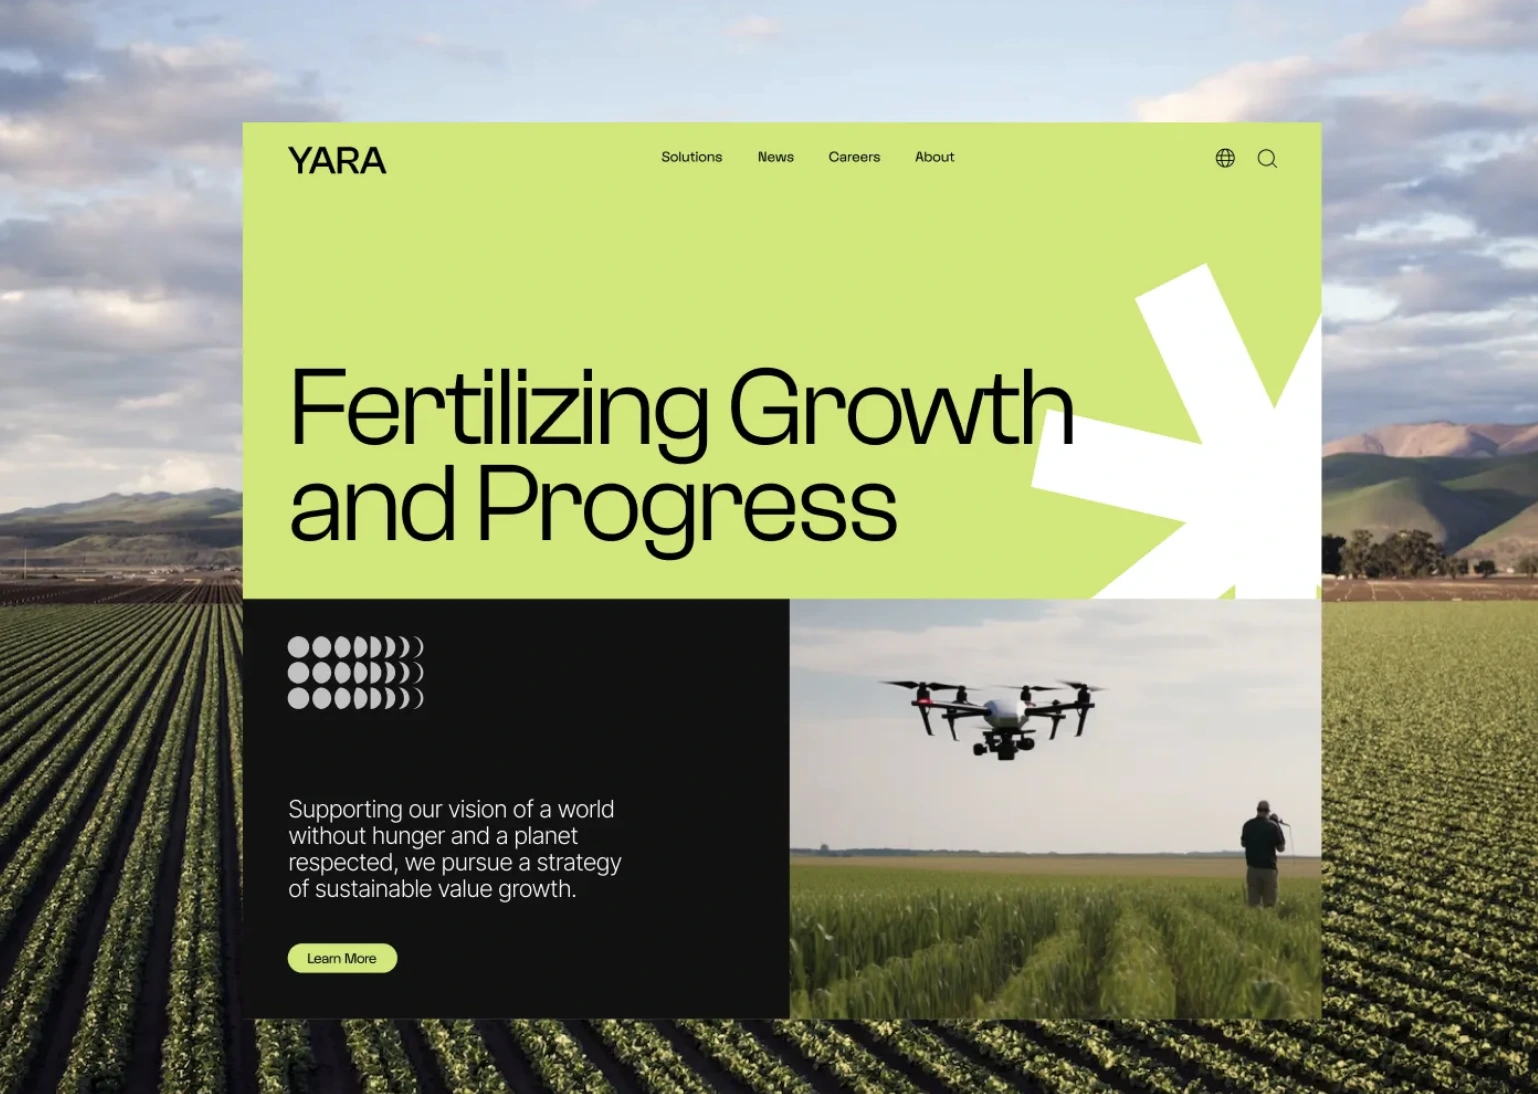 YARA
Solutions
News
Careers
About
Fertilizing Growth
and Progress
Supporting our vision of a world
without hunger and a planet
respected, we pursue a strategy
of sustainable value growth.
Learn More